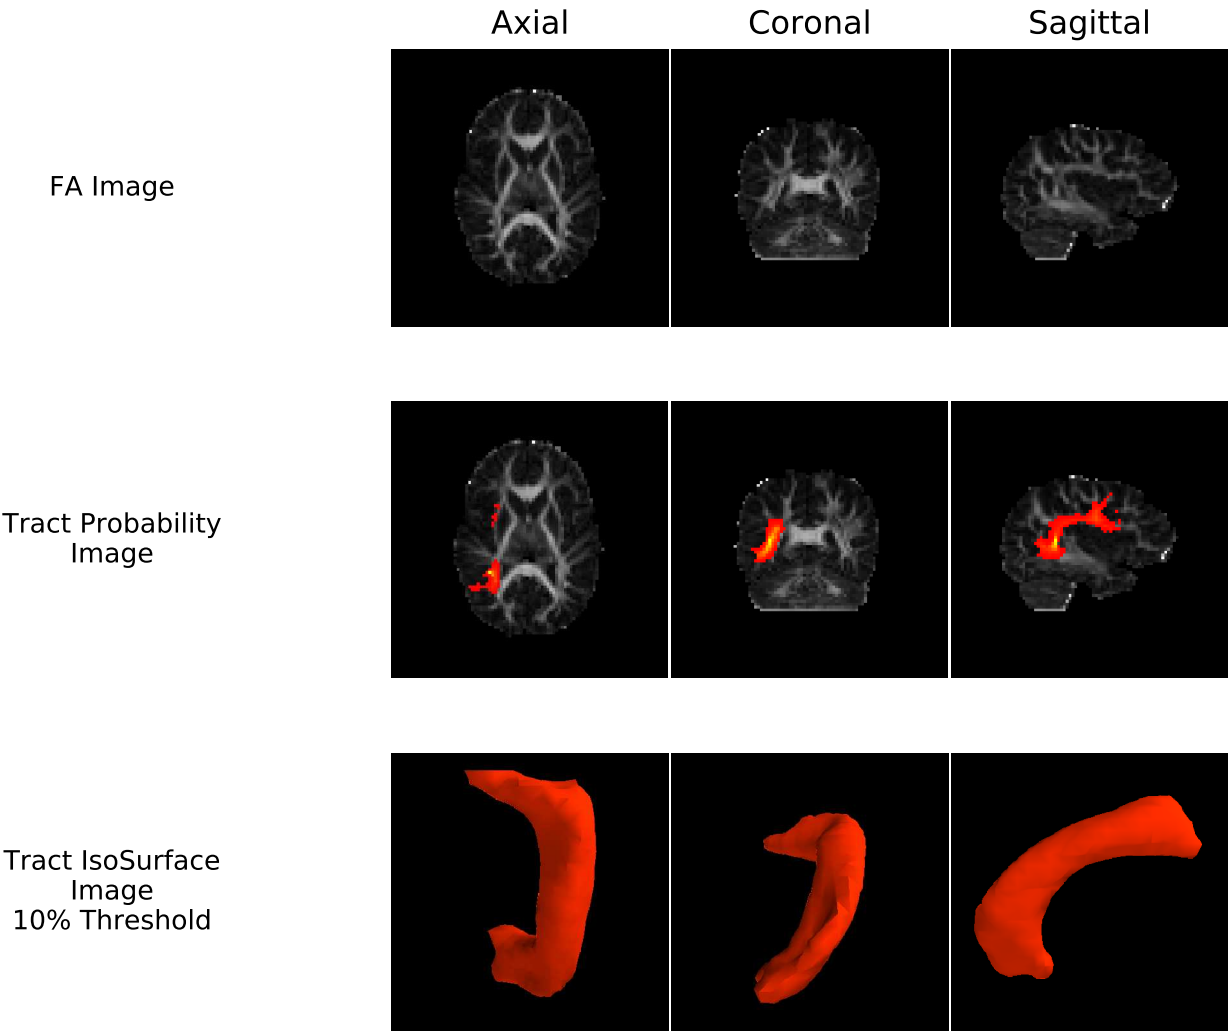 Axial Coronal Sagittal
FA Image
Tract Probability
Image
Tract IsoSurface
Image
10% Threshold